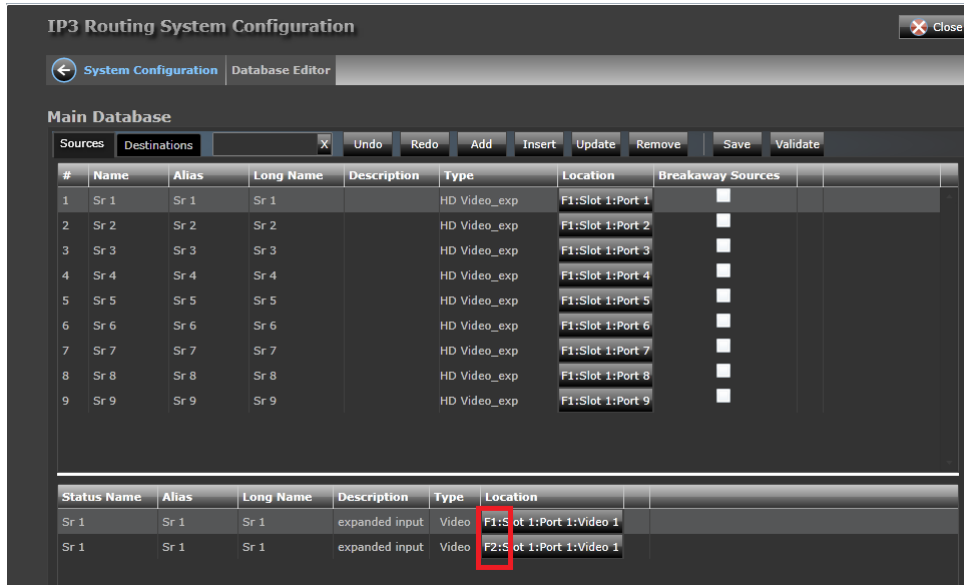 IP3 Routing System Configuration
Close
System Configuration Database Editor
Main Database
Sources Destinations X Undo Redo Add Insert Update Remove Save Validate
# Name Alias Long Name Description Type Location Breakaway Sources
1 Sr 1 Sr 1 Sr 1 HD Video_exp F1:Slot 1:Port 1
2 Sr 2 Sr 2 Sr 2 HD Video_exp F1:Slot 1:Port 2
3 Sr 3 Sr 3 Sr 3 HD Video_exp F1:Slot 1:Port 3
4 Sr 4 Sr 4 Sr 4 HD Video_exp F1:Slot 1:Port 4
5 Sr 5 Sr 5 Sr 5 HD Video_exp F1:Slot 1:Port 5
6 Sr 6 Sr 6 Sr 6 HD Video_exp F1:Slot 1:Port 6
7 Sr 7 Sr 7 Sr 7 HD Video_exp F1:Slot 1:Port 7
8 Sr 8 Sr 8 Sr 8 HD Video_exp F1:Slot 1:Port 8
9 Sr 9 Sr 9 Sr 9 HD Video_exp F1:Slot 1:Port 9
Status Name Alias Long Name Description Type Location
Sr 1 Sr 1 Sr 1 expanded input Video F1:Slot 1:Port 1:Video 1
Sr 1 Sr 1 Sr 1 expanded input Video F2:Slot 1:Port 1:Video 1